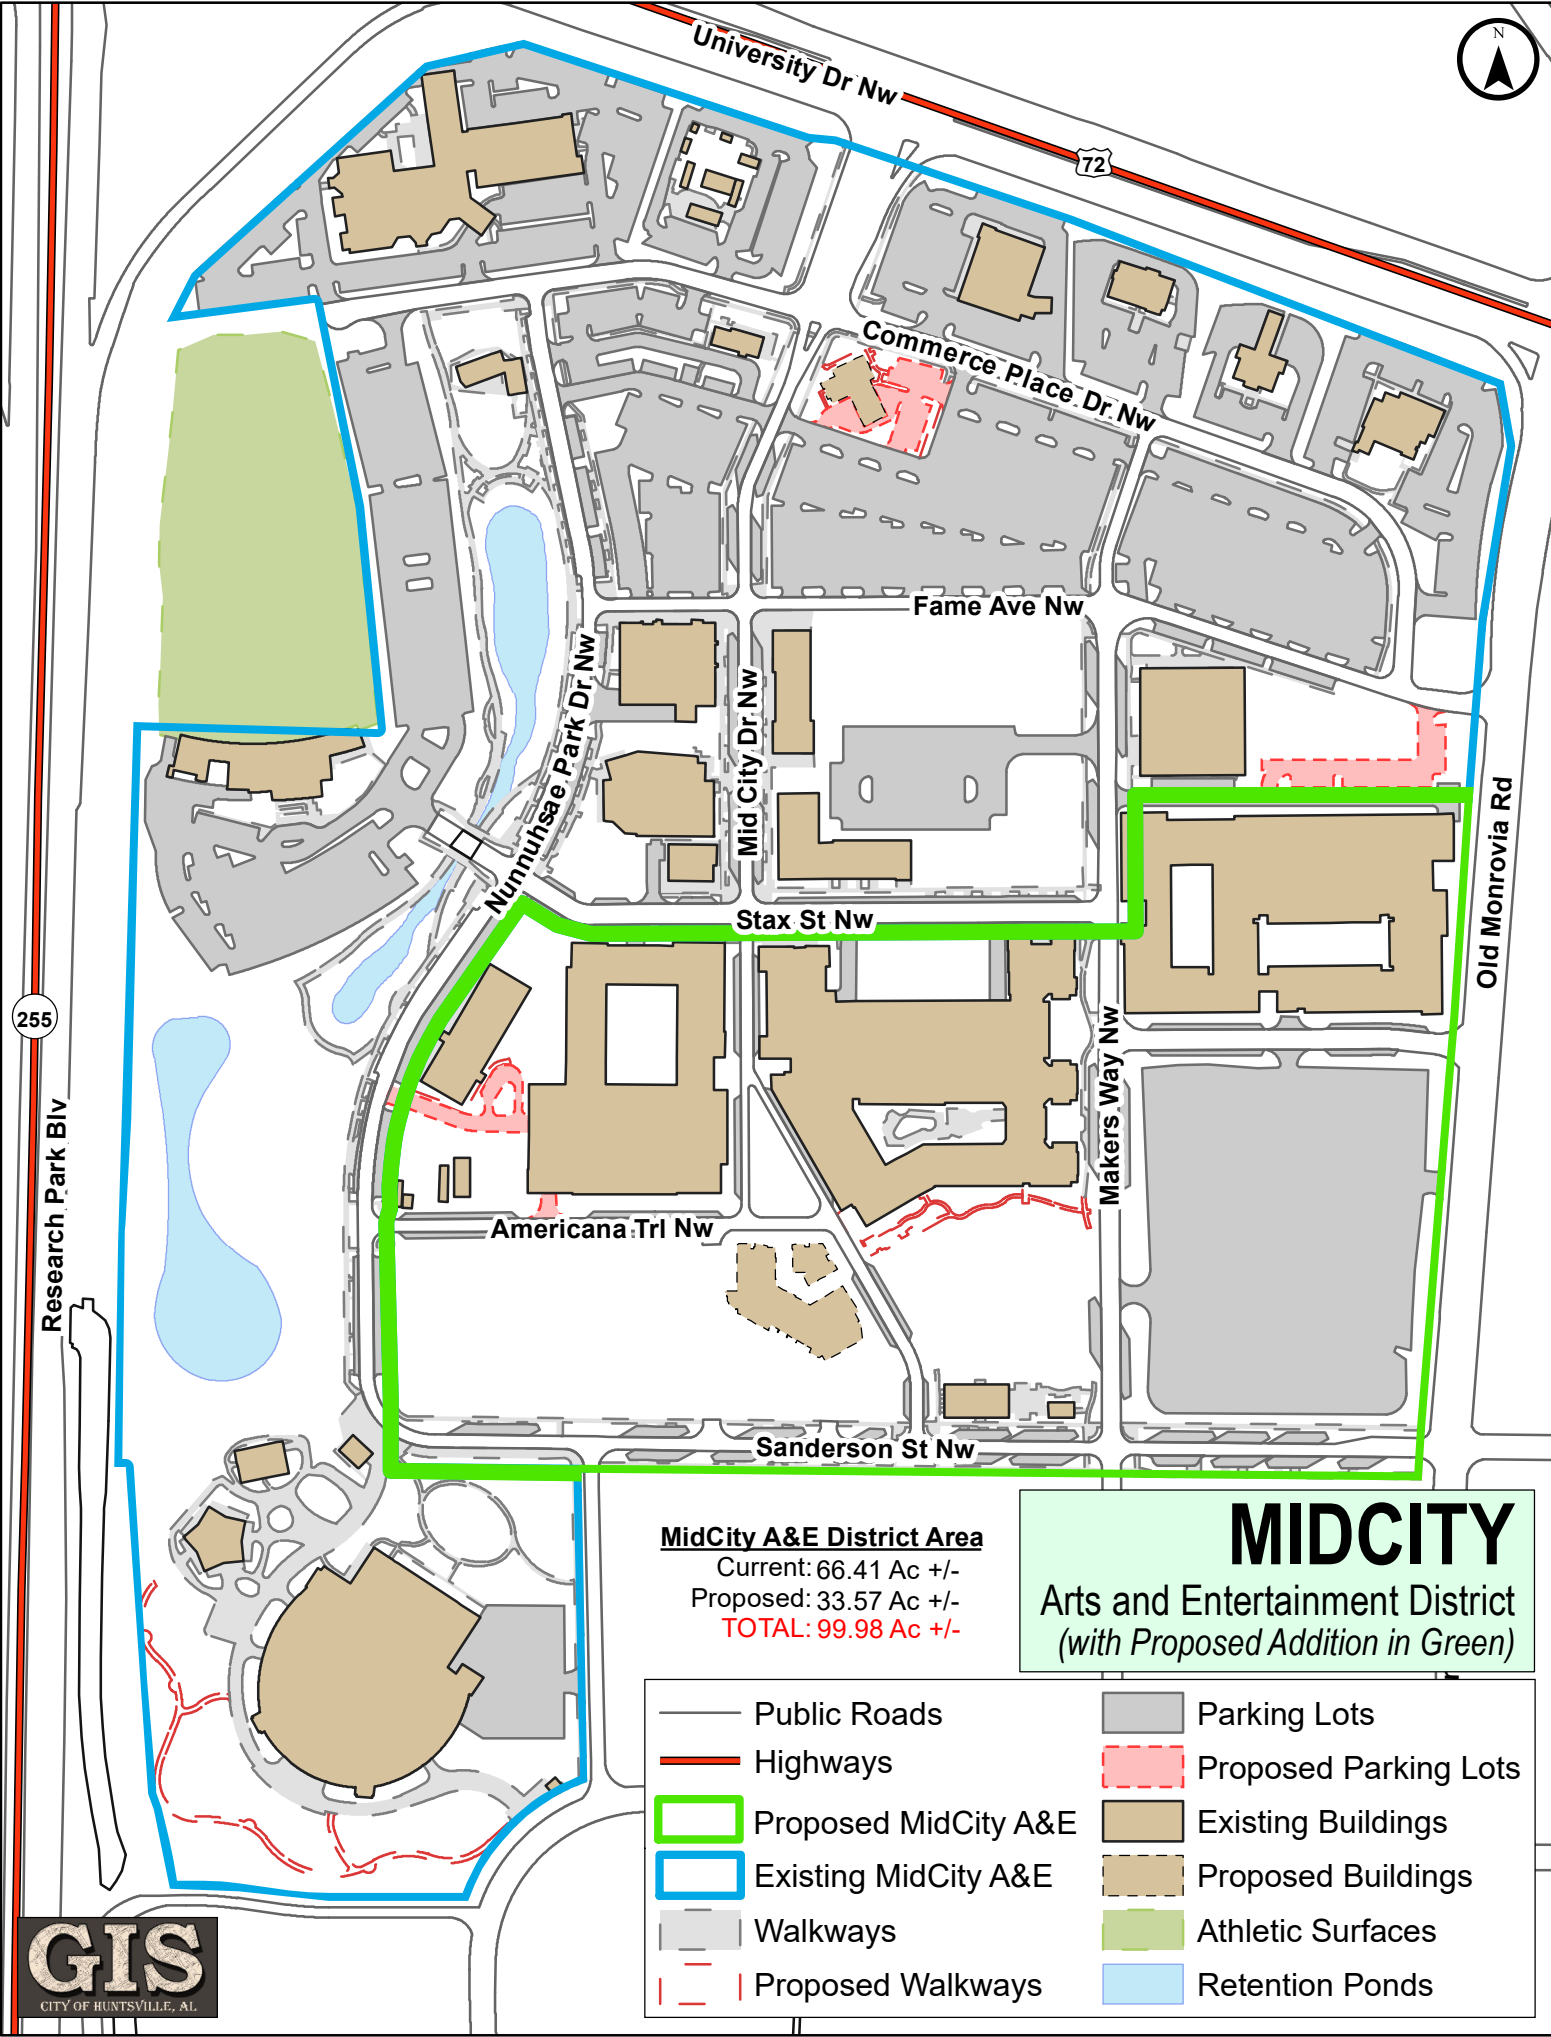 University Dr Nw
N
72
Commerce Place Dr Nw
Fame Ave Nw
Nunnuhsae Park Dr Nw
Mid City Dr Nw
Old Monrovia Rd
Stax St Nw
255
Makers Way Nw
Research Park Blv
Americana Trl Nw
Sanderson St Nw
MidCity A&E District Area
Current: 66.41 Ac +/-
Proposed: 33.57 Ac +/-
TOTAL: 99.98 Ac +/-
MIDCITY
Arts and Entertainment District
(with Proposed Addition in Green)
Public Roads
Highways
Proposed MidCity A&E
Existing MidCity A&E
Walkways
Proposed Walkways
Parking Lots
Proposed Parking Lots
Existing Buildings
Proposed Buildings
Athletic Surfaces
Retention Ponds
GIS
CITY OF HUNTSVILLE, AL